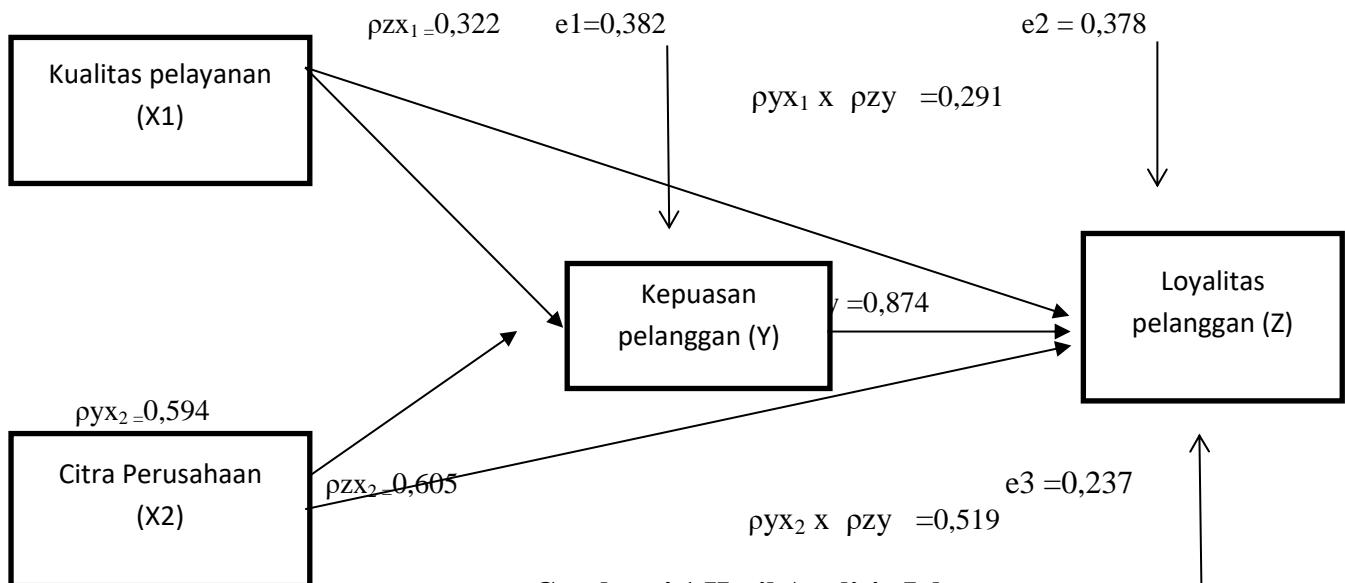 ρzx₁ =0,322
e1=0,382
e2 = 0,378
Kualitas pelayanan
(X1)
ρyx₁ x ρzy =0,291
Kepuasan
pelanggan (Y)
=0,874
Loyalitas
pelanggan (Z)
ρyx₂ =0,594
Citra Perusahaan
(X2)
ρzx₂ =0,605
e3 =0,237
ρyx₂ x ρzy =0,519